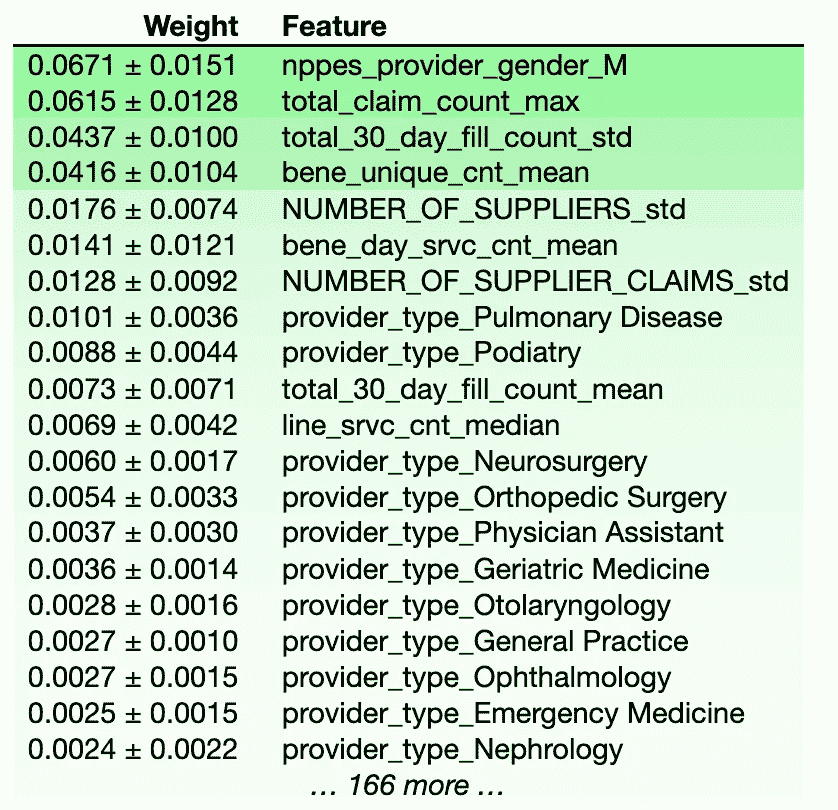 Weight Feature
0.0671 ± 0.0151 nppes_provider_gender_M
0.0615 ± 0.0128 total_claim_count_max
0.0437 ± 0.0100 total_30_day_fill_count_std
0.0416 ± 0.0104 bene_unique_cnt_mean
0.0176 ± 0.0074 NUMBER_OF_SUPPLIERS_std
0.0141 ± 0.0121 bene_day_srvc_cnt_mean
0.0128 ± 0.0092 NUMBER_OF_SUPPLIER_CLAIMS_std
0.0101 ± 0.0036 provider_type_Pulmonary Disease
0.0088 ± 0.0044 provider_type_Podiatry
0.0073 ± 0.0071 total_30_day_fill_count_mean
0.0069 ± 0.0042 line_srvc_cnt_median
0.0060 ± 0.0017 provider_type_Neurosurgery
0.0054 ± 0.0033 provider_type_Orthopedic Surgery
0.0037 ± 0.0030 provider_type_Physician Assistant
0.0036 ± 0.0014 provider_type_Geriatric Medicine
0.0028 ± 0.0016 provider_type_Otolaryngology
0.0027 ± 0.0010 provider_type_General Practice
0.0027 ± 0.0015 provider_type_Ophthalmology
0.0025 ± 0.0015 provider_type_Emergency Medicine
0.0024 ± 0.0022 provider_type_Nephrology
… 166 more …